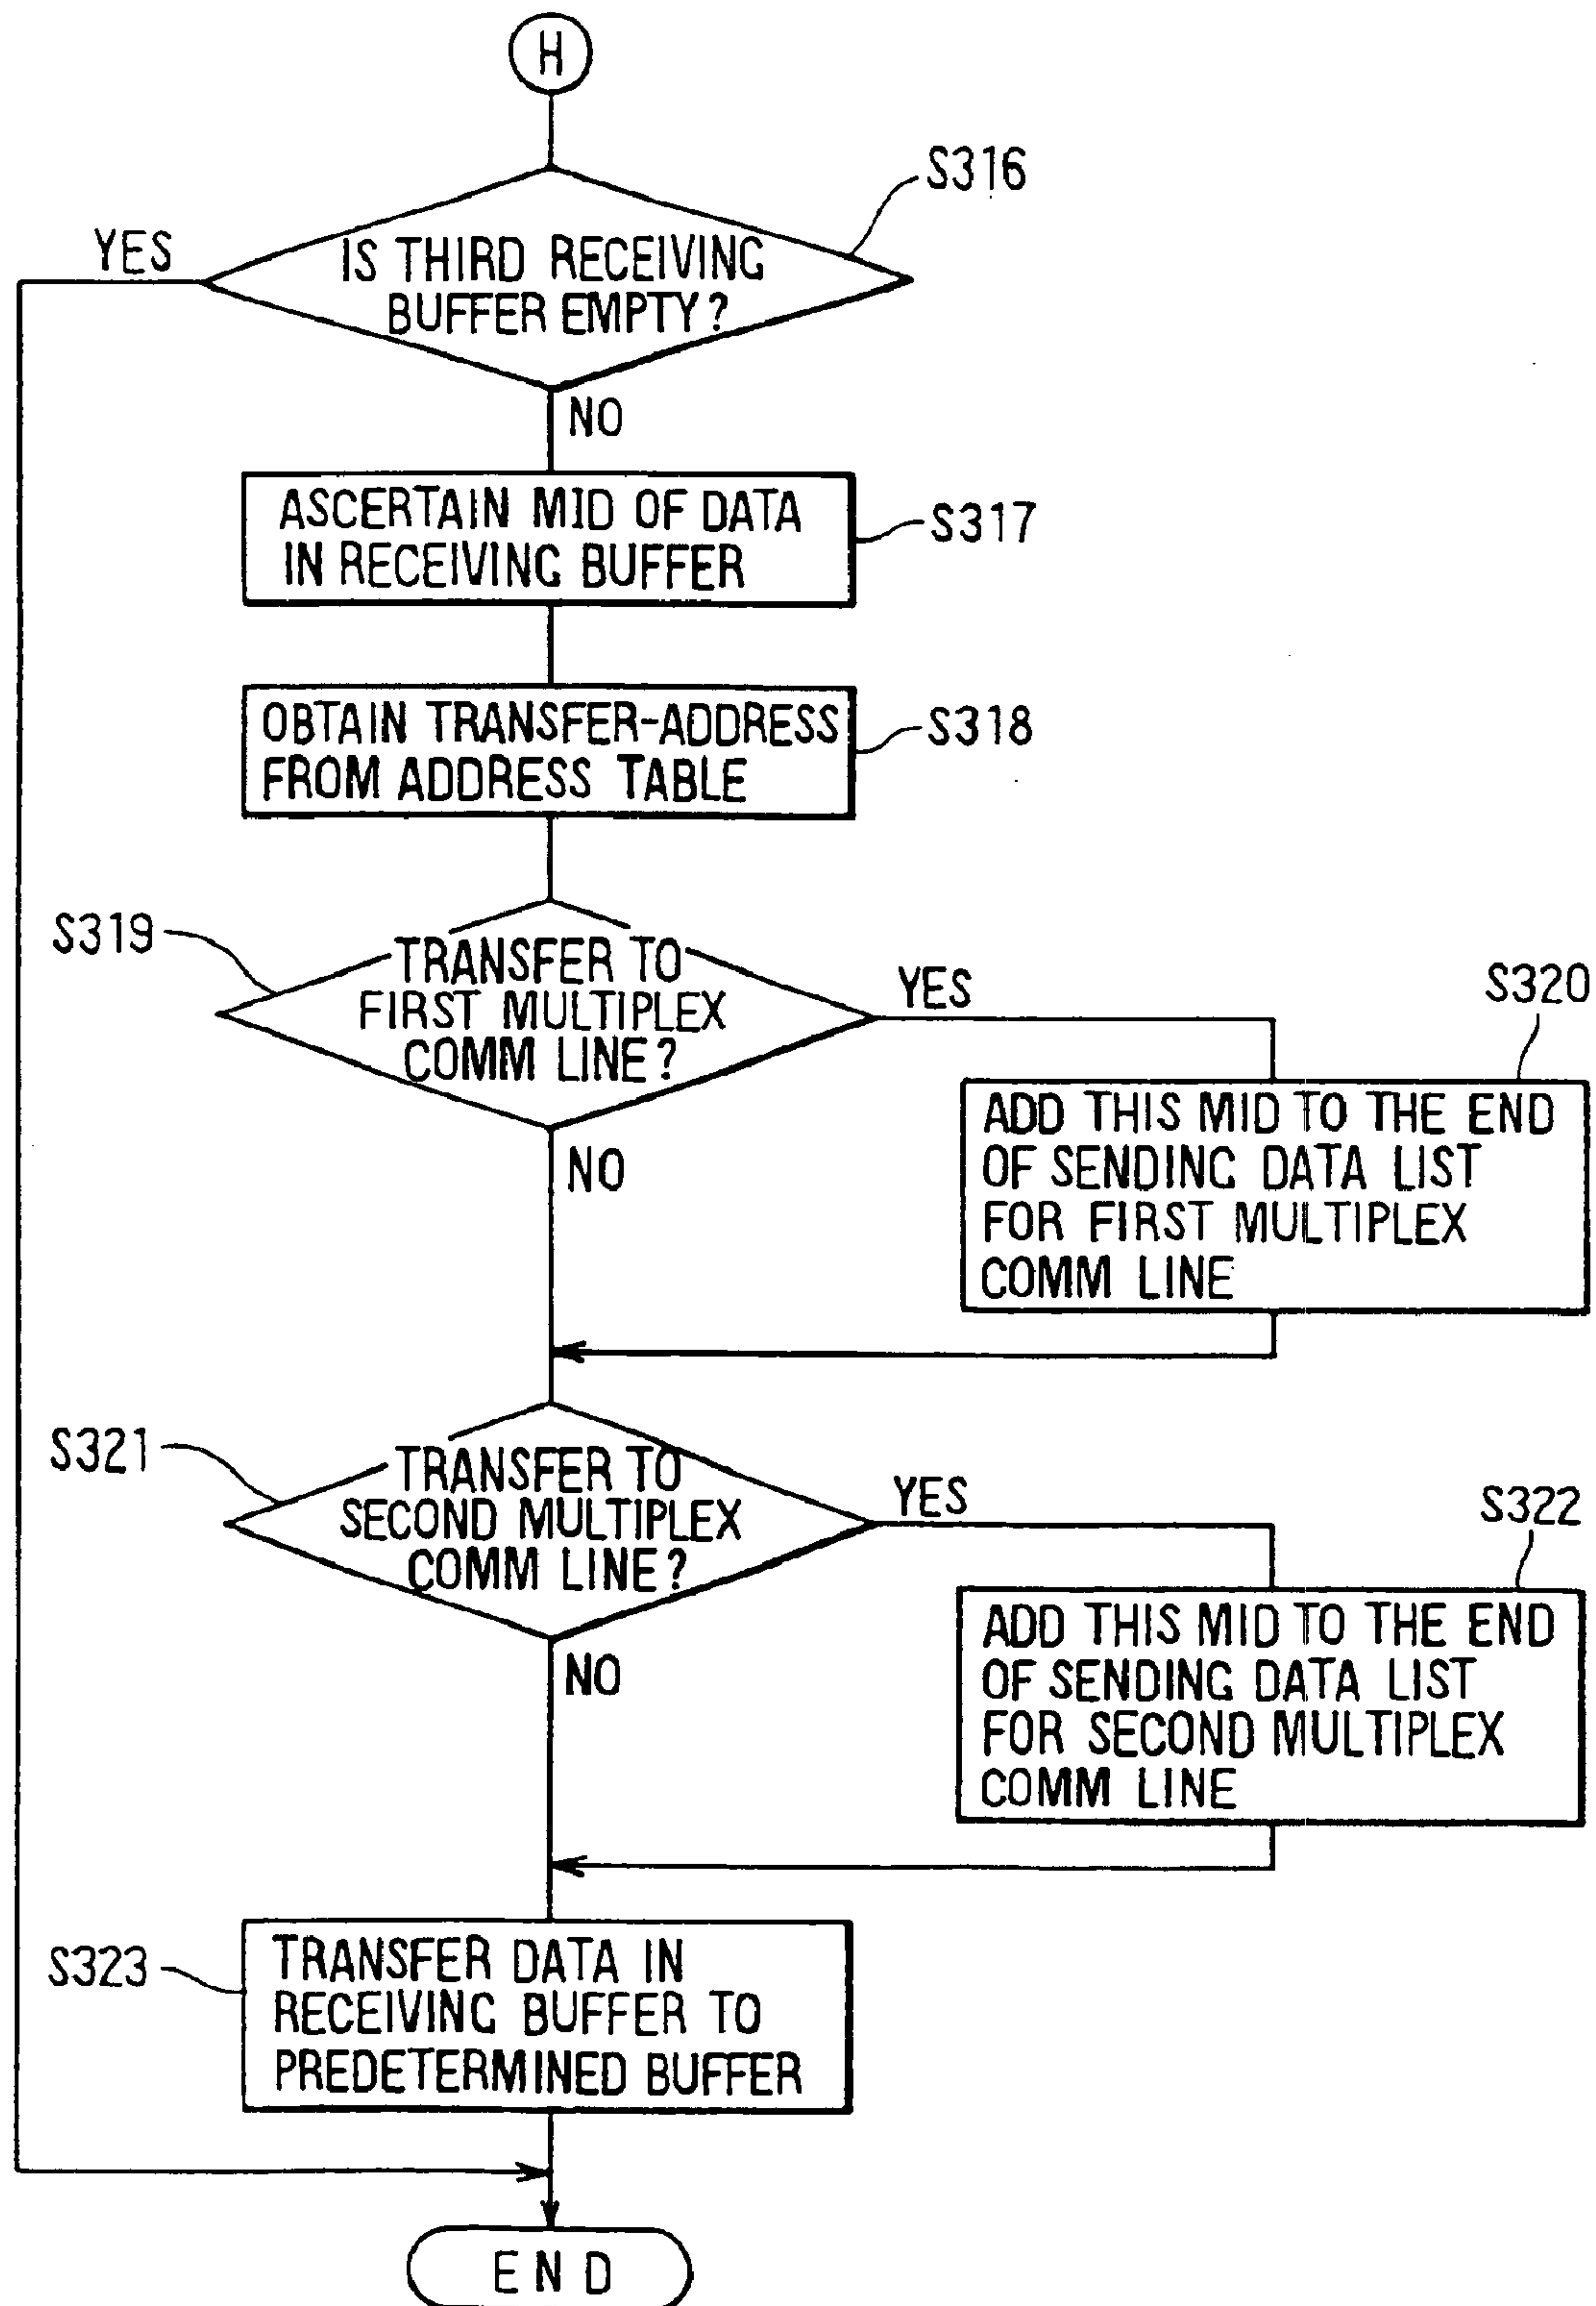 H
S316
YES
IS THIRD RECEIVING
BUFFER EMPTY?
NO
ASCERTAIN MID OF DATA
IN RECEIVING BUFFER
S317
OBTAIN TRANSFER-ADDRESS
FROM ADDRESS TABLE
S318
S319
TRANSFER TO
FIRST MULTIPLEX
COMM LINE?
YES
S320
NO
ADD THIS MID TO THE END
OF SENDING DATA LIST
FOR FIRST MULTIPLEX
COMM LINE
S321
TRANSFER TO
SECOND MULTIPLEX
COMM LINE?
YES
S322
NO
ADD THIS MID TO THE END
OF SENDING DATA LIST
FOR SECOND MULTIPLEX
COMM LINE
S323
TRANSFER DATA IN
RECEIVING BUFFER TO
PREDETERMINED BUFFER
END